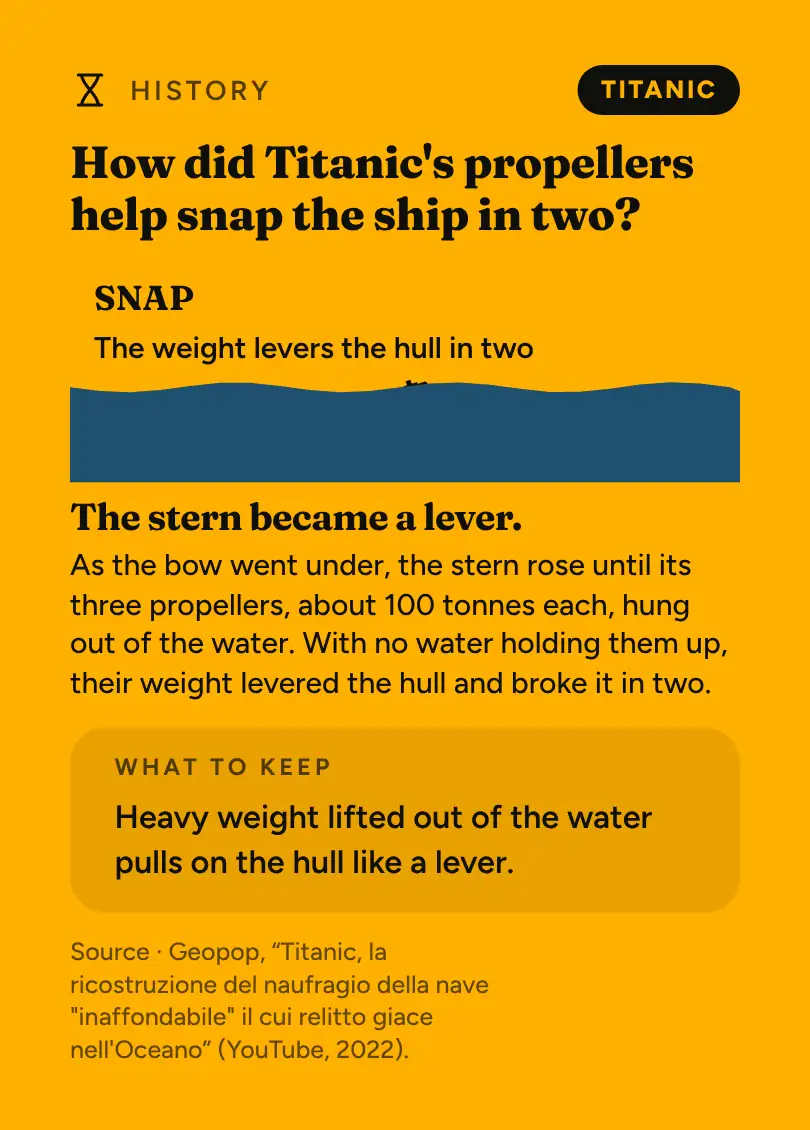 HISTORY
TITANIC
How did Titanic's propellers
help snap the ship in two?
SNAP
The weight levers the hull in two
The stern became a lever.
As the bow went under, the stern rose until its
three propellers, about 100 tonnes each, hung
out of the water. With no water holding them up,
their weight levered the hull and broke it in two.
WHAT TO KEEP
Heavy weight lifted out of the water
pulls on the hull like a lever.
Source · Geopop, “Titanic, la
ricostruzione del naufragio della nave
"inaffondabile" il cui relitto giace
nell'Oceano” (YouTube, 2022).